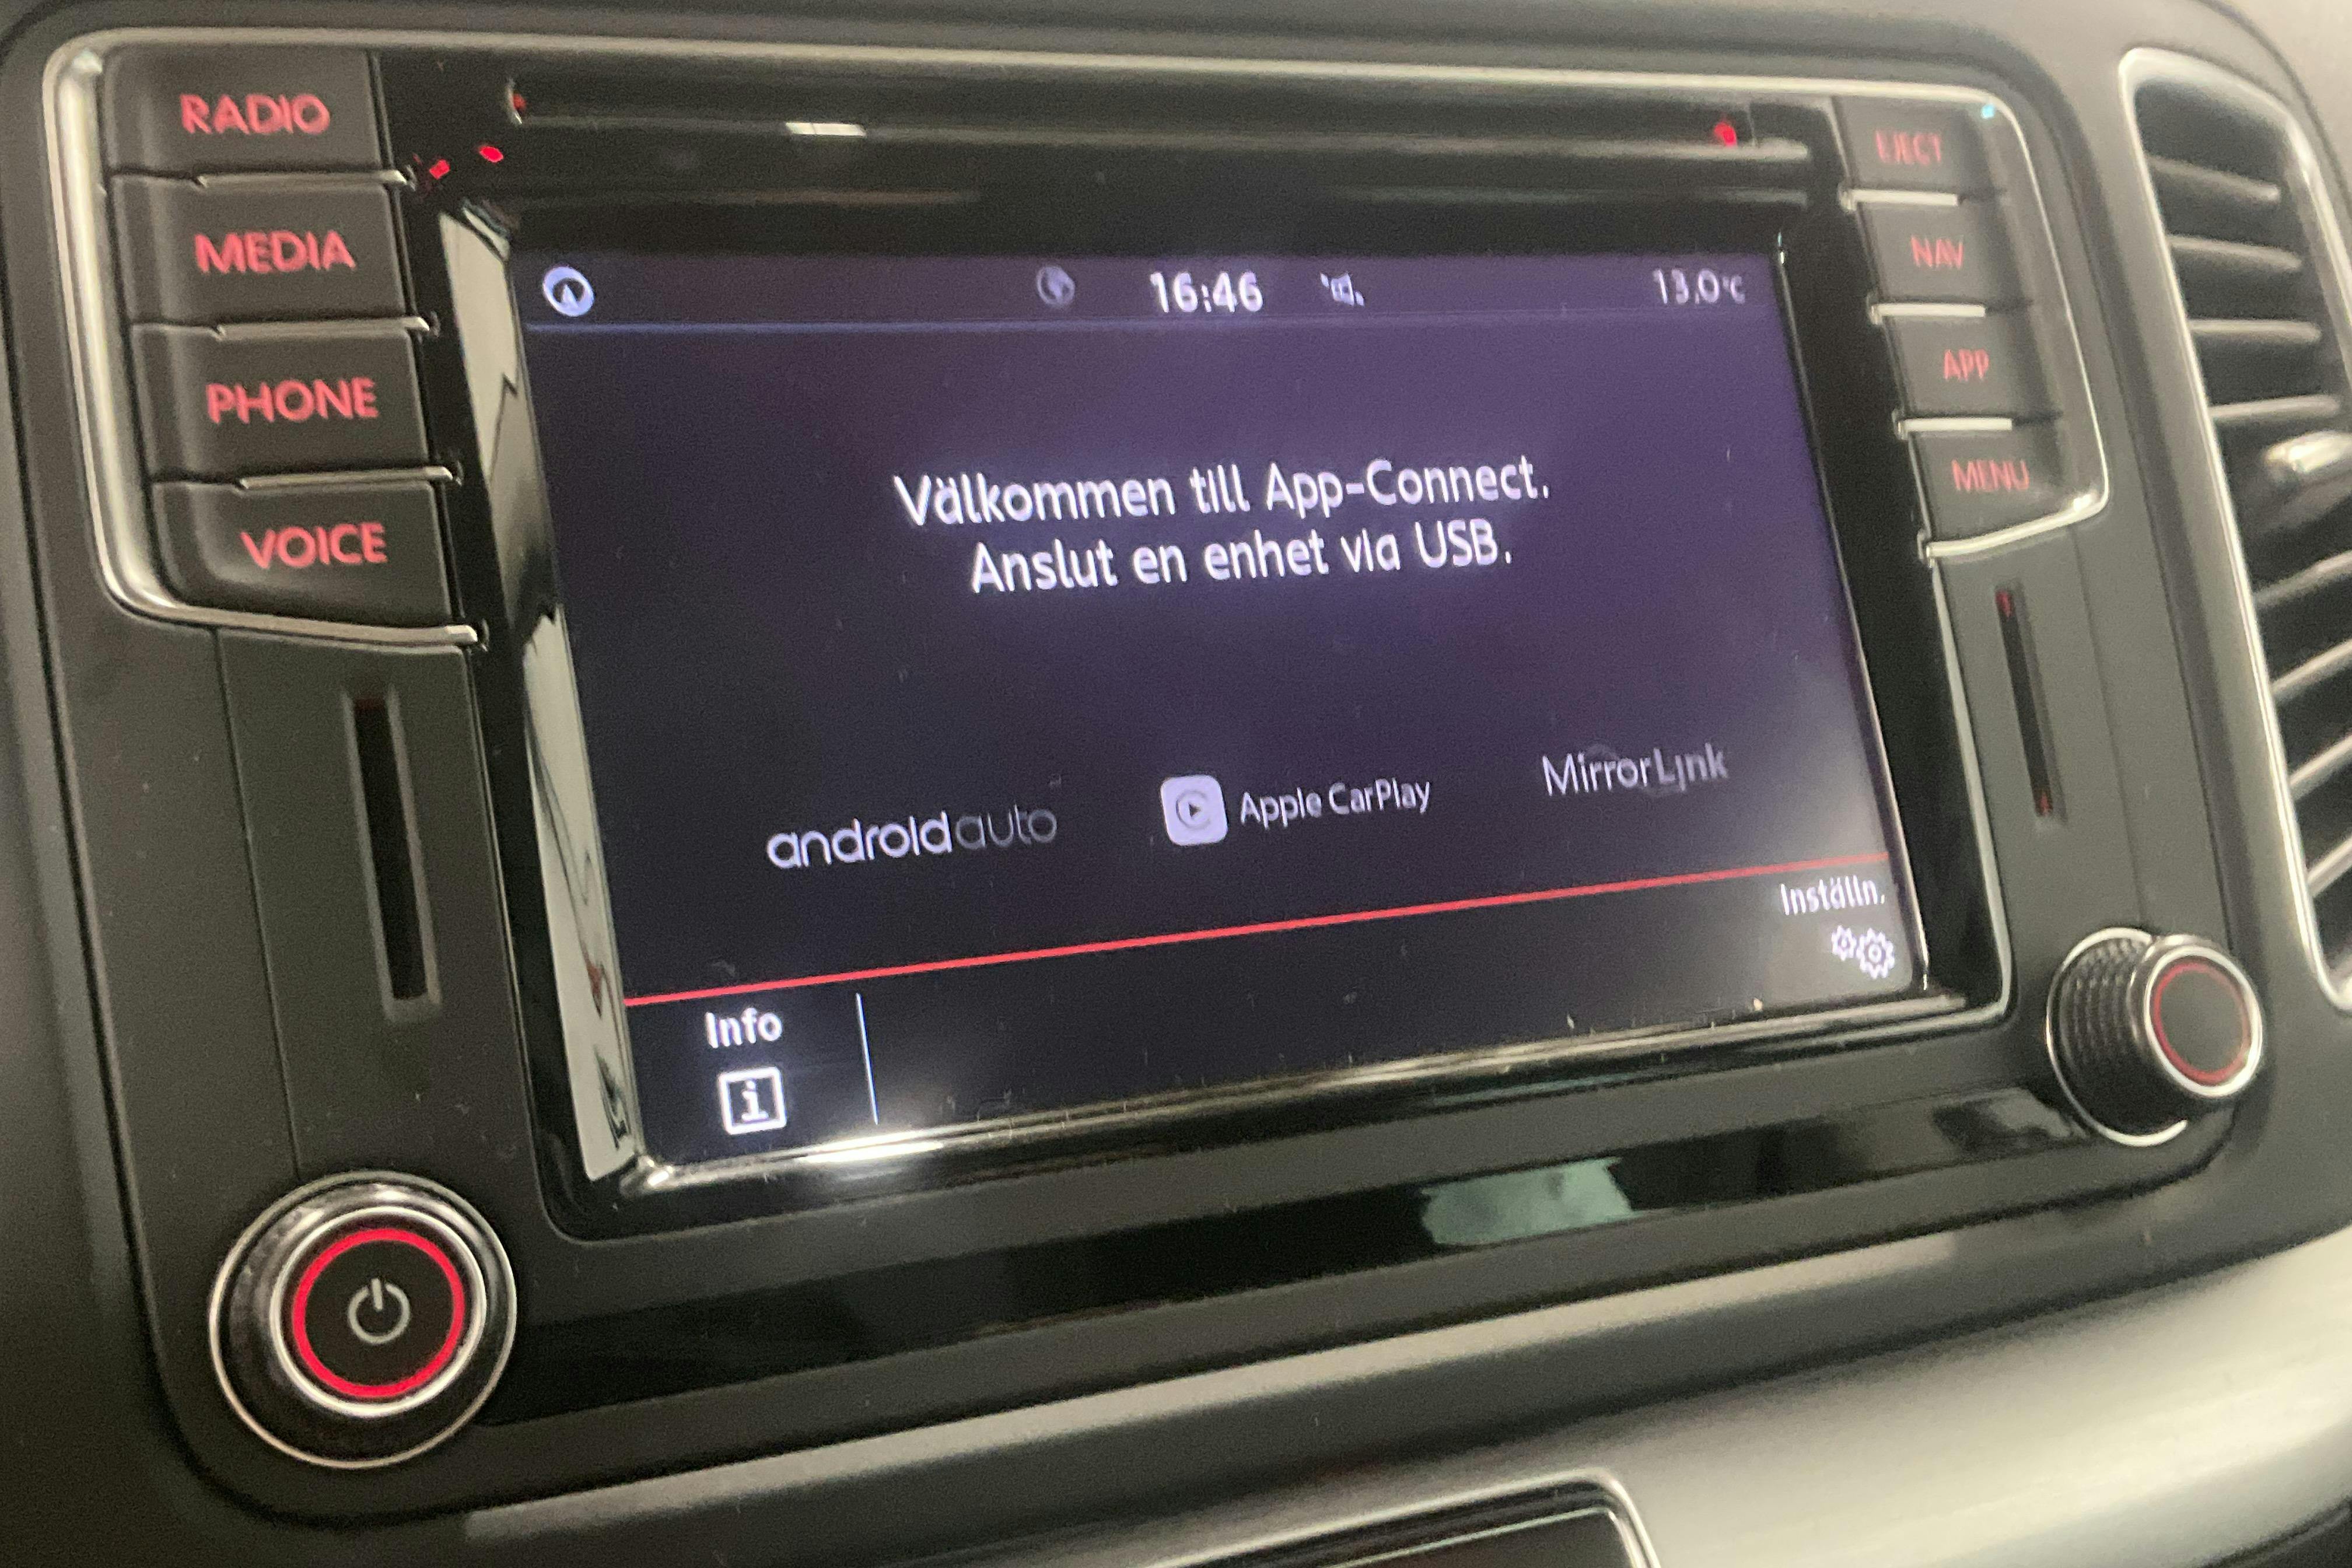 RADIO
MEDIA
PHONE
VOICE
EJECT
NAV
APP
MENU
16:46
13,0°C
Välkommen till App-Connect.
Anslut en enhet via USB.
androidauto
Apple CarPlay
MirrorLink
Inställn.
Info
i